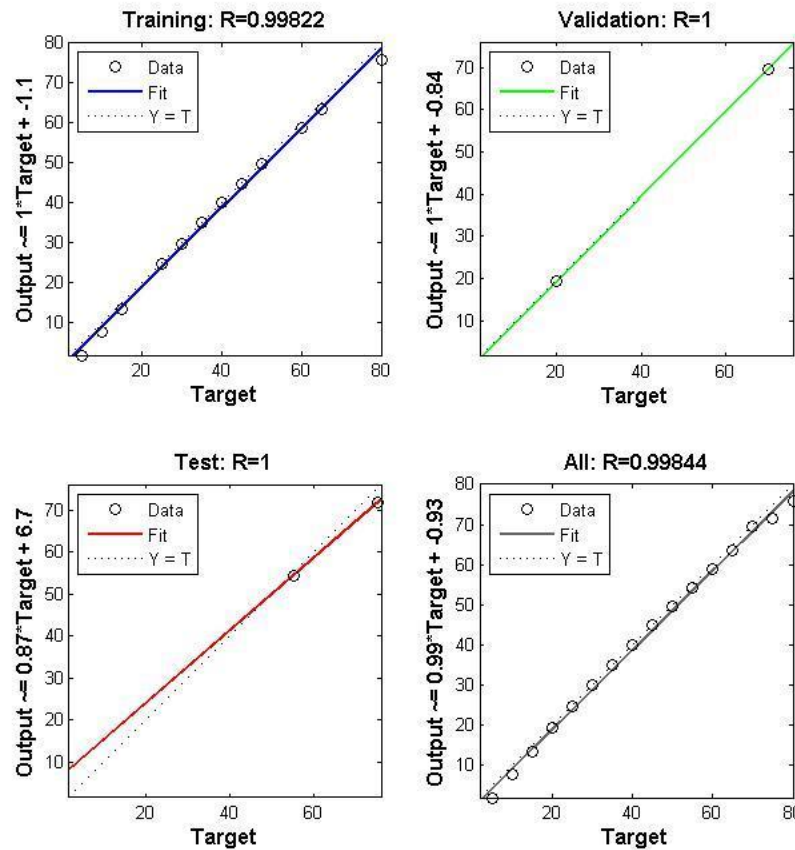 Training: R=0.99822
Output ~= 1*Target + -1.1
80
70
60
50
40
30
20
10
Data
Fit
Y = T
20
40
60
80
Target
Validation: R=1
Output ~= 1*Target + -0.84
70
60
50
40
30
20
10
Data
Fit
Y = T
20
40
60
Target
Test: R=1
Output ~= 0.87*Target + 6.7
70
60
50
40
30
20
10
Data
Fit
Y = T
20
40
60
Target
All: R=0.99844
Output ~= 0.99*Target + -0.93
80
70
60
50
40
30
20
10
Data
Fit
Y = T
20
40
60
80
Target